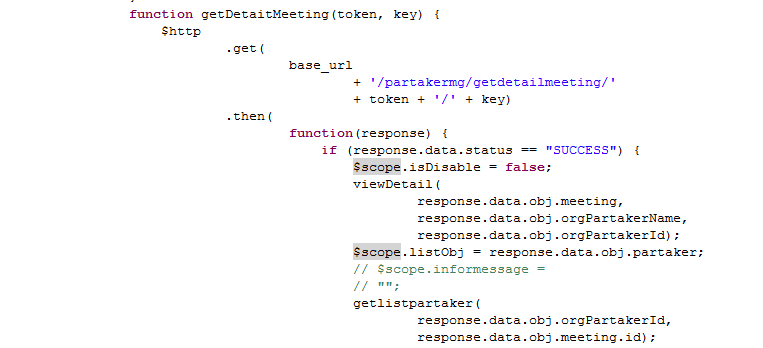 function getDetaitMeeting(token, key) {
$http
.get(
base_url
+ '/partakermg/getdetailmeeting/'
+ token + '/' + key)
.then(
function(response) {
if (response.data.status == "SUCCESS") {
$scope.isDisable = false;
viewDetail(
response.data.obj.meeting,
response.data.obj.orgPartakerName,
response.data.obj.orgPartakerId);
$scope.listObj = response.data.obj.partaker;
// $scope.informessage =
// "";
getlistpartaker(
response.data.obj.orgPartakerId,
response.data.obj.meeting.id);